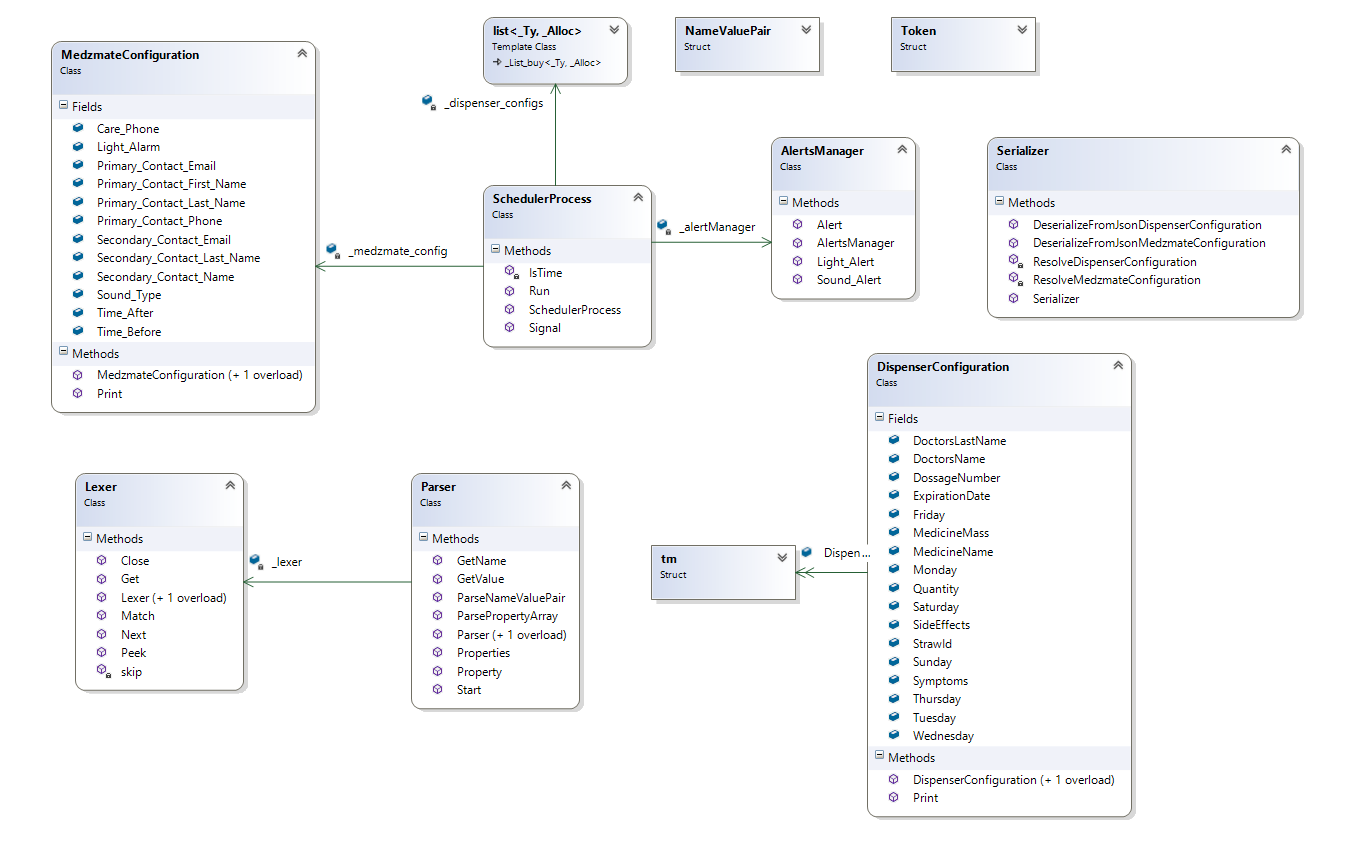 MedzmateConfiguration
Class
Fields
Care_Phone
Light_Alarm
Primary_Contact_Email
Primary_Contact_First_Name
Primary_Contact_Last_Name
Primary_Contact_Phone
Secondary_Contact_Email
Secondary_Contact_Last_Name
Secondary_Contact_Name
Sound_Type
Time_After
Time_Before
Methods
MedzmateConfiguration (+ 1 overload)
Print
list<_Ty, _Alloc>
Template Class
_List_buy<_Ty, _Alloc>
NameValuePair
Struct
Token
Struct
_dispenser_configs
_medzmate_config
SchedulerProcess
Class
Methods
IsTime
Run
SchedulerProcess
Signal
_alertManager
AlertsManager
Class
Methods
Alert
AlertsManager
Light_Alert
Sound_Alert
Serializer
Class
Methods
DeserializeFromJsonDispenserConfiguration
DeserializeFromJsonMedzmateConfiguration
ResolveDispenserConfiguration
ResolveMedzmateConfiguration
Serializer
Lexer
Class
Methods
Close
Get
Lexer (+ 1 overload)
Match
Next
Peek
skip
_lexer
Parser
Class
Methods
GetName
GetValue
ParseNameValuePair
ParsePropertyArray
Parser (+ 1 overload)
Properties
Property
Start
tm
Struct
Dispen...
DispenserConfiguration
Class
Fields
DoctorsLastName
DoctorsName
DossageNumber
ExpirationDate
Friday
MedicineMass
MedicineName
Monday
Quantity
Saturday
SideEffects
StrawId
Sunday
Symptoms
Thursday
Tuesday
Wednesday
Methods
DispenserConfiguration (+ 1 overload)
Print